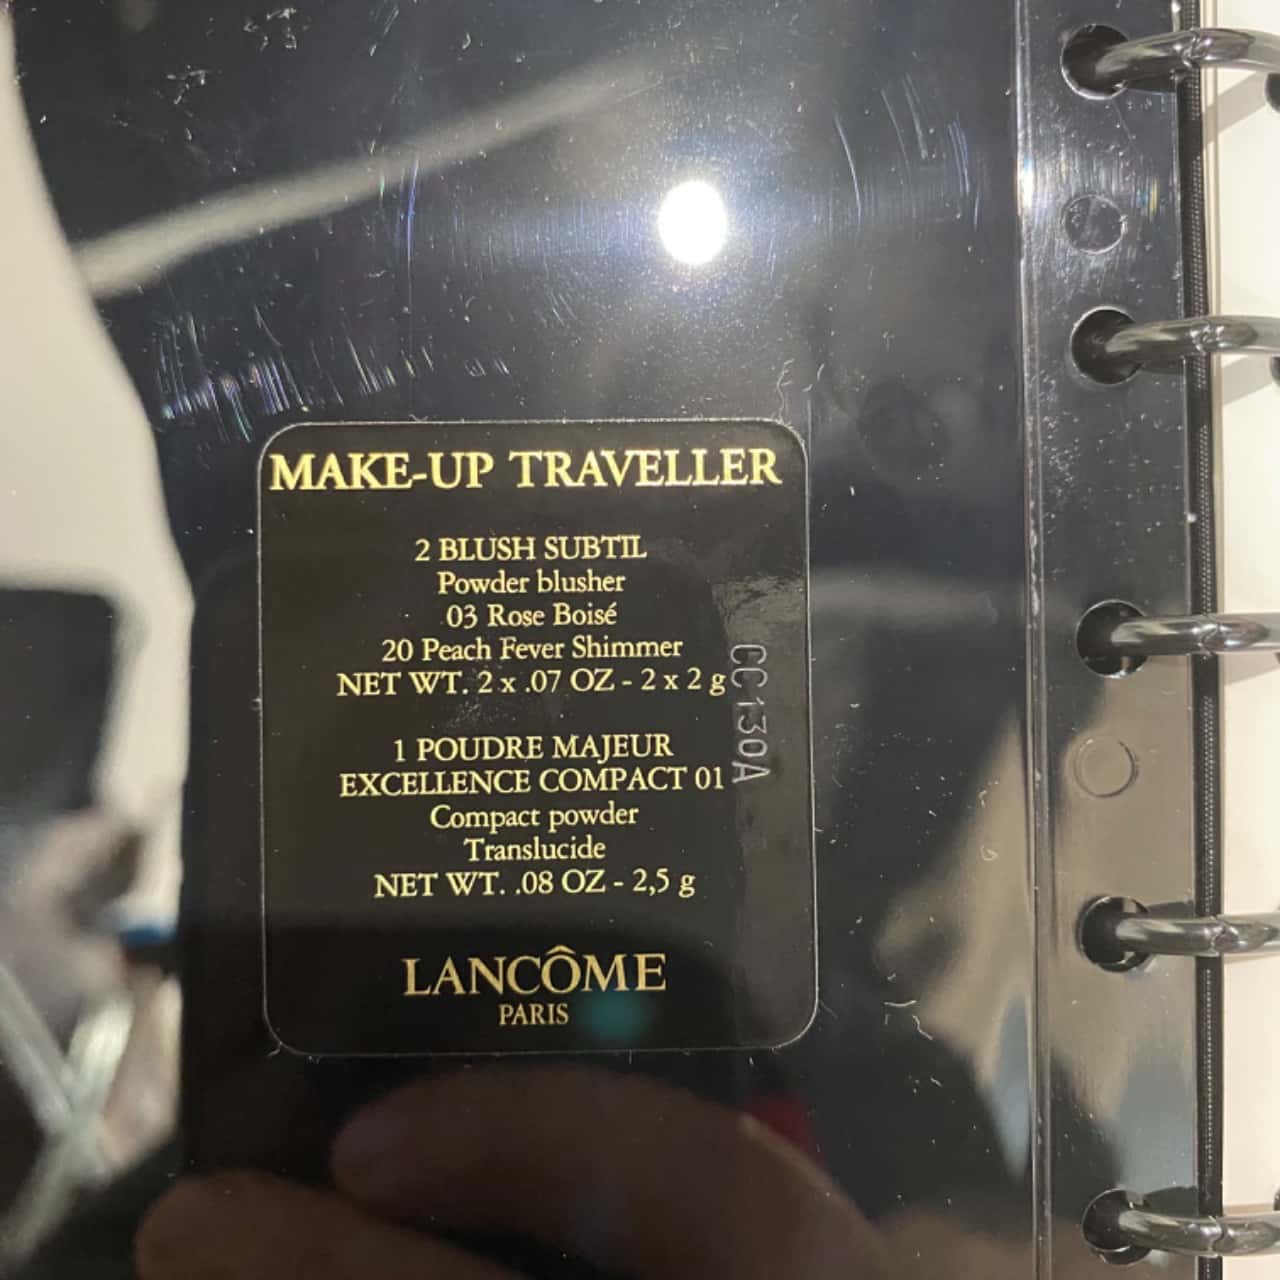 MAKE-UP TRAVELLER
2 BLUSH SUBTIL
Powder blusher
03 Rose Boisé
20 Peach Fever Shimmer
NET WT. 2 x .07 OZ - 2 x 2 g
1 POUDRE MAJEUR
EXCELLENCE COMPACT 01
Compact powder
Translucide
NET WT. .08 OZ - 2,5 g
CC130A
LANCÔME
PARIS